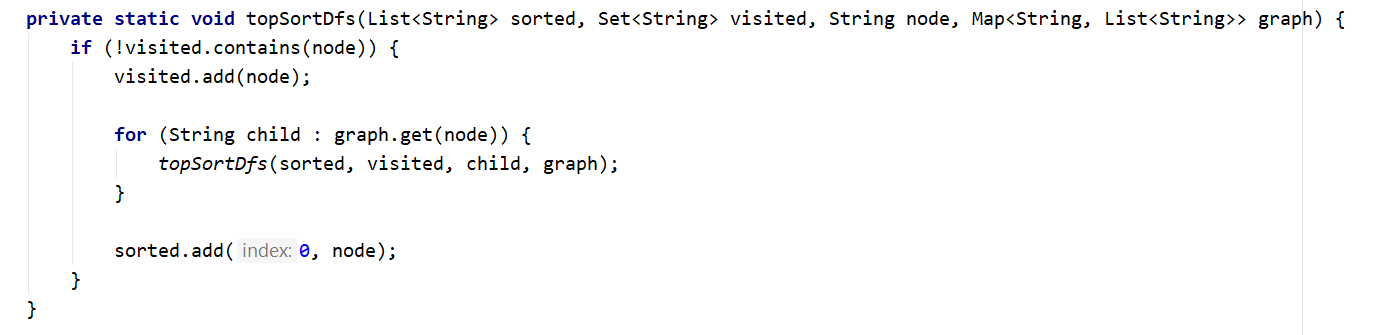 private static void topSortDfs(List<String> sorted, Set<String> visited, String node, Map<String, List<String>> graph) {
if (!visited.contains(node)) {
visited.add(node);
for (String child : graph.get(node)) {
topSortDfs(sorted, visited, child, graph);
}
sorted.add( index: 0, node);
}
}